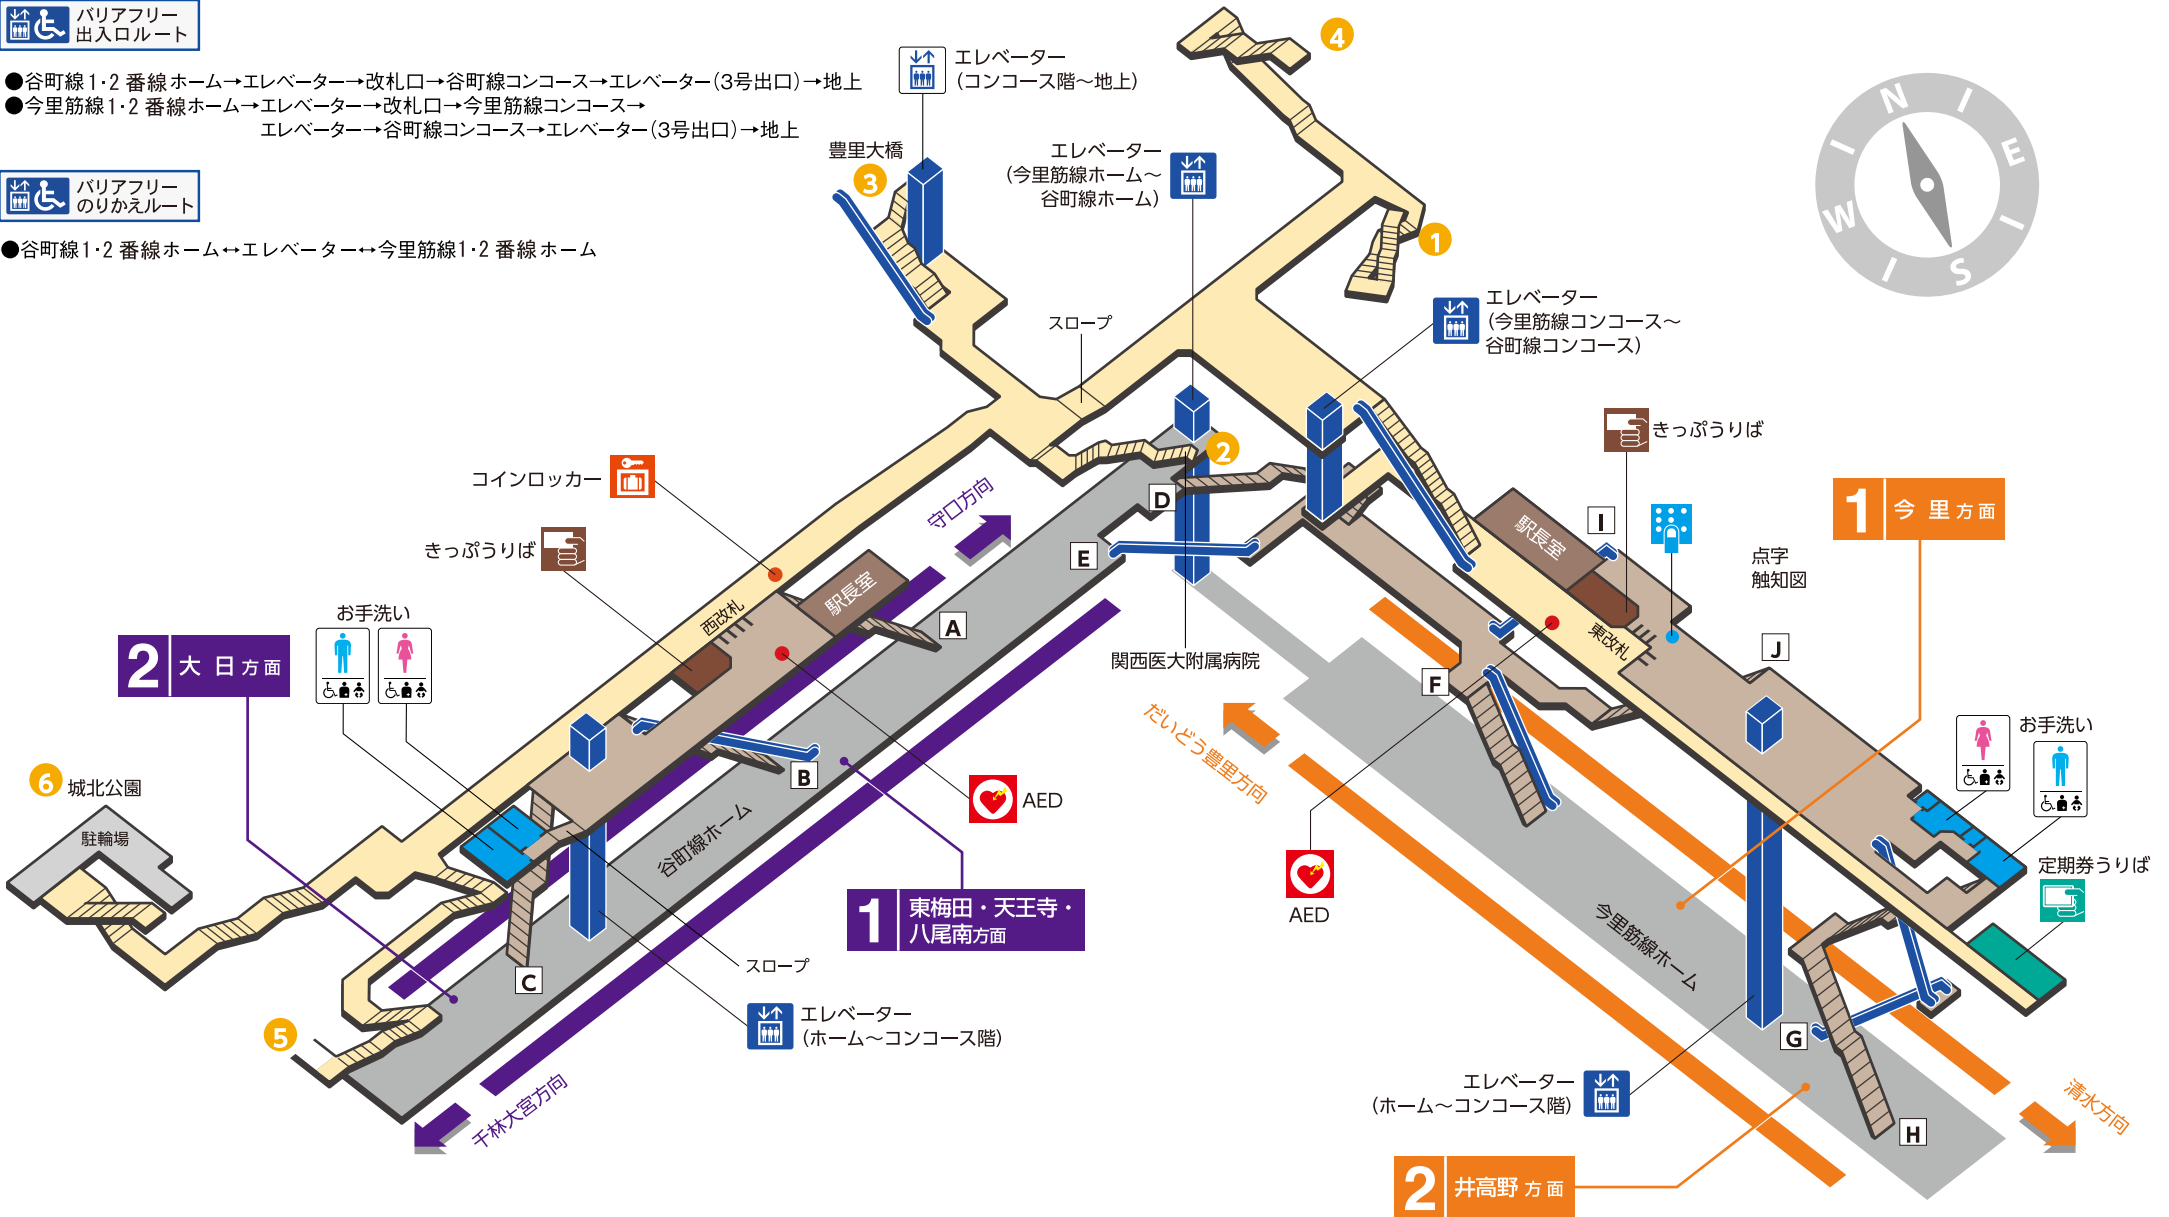 バリアフリー
出入口ルート
●谷町線1・2 番線ホーム→エレベーター→改札口→谷町線コンコース→エレベーター(3号出口)→地上
●今里筋線1・2 番線ホーム→エレベーター→改札口→今里筋線コンコース→
エレベーター→谷町線コンコース→エレベーター(3号出口)→地上
バリアフリー
のりかえルート
●谷町線1・2 番線ホーム↔エレベーター↔今里筋線1・2 番線ホーム
エレベーター
(コンコース階〜地上)
豊里大橋
3
4
エレベーター
(今里筋線ホーム〜
谷町線ホーム)
1
N I E I S I W I
エレベーター
(今里筋線コンコース〜
谷町線コンコース)
スロープ
2
きっぷうりば
コインロッカー
きっぷうりば
守口方向
D
E
駅長室
I
点字
触知図
1 今里方面
お手洗い
西改札
駅長室
A
関西医大附属病院
東改札
J
2 大日方面
F
だいどう豊里方向
お手洗い
B
AED
6
城北公園
駐輪場
谷町線ホーム
定期券うりば
AED
1 東梅田・天王寺・
八尾南方面
今里筋線ホーム
C
スロープ
エレベーター
(ホーム〜コンコース階)
5
G
エレベーター
(ホーム〜コンコース階)
千林大宮方向
清水方向
H
2 井高野方面